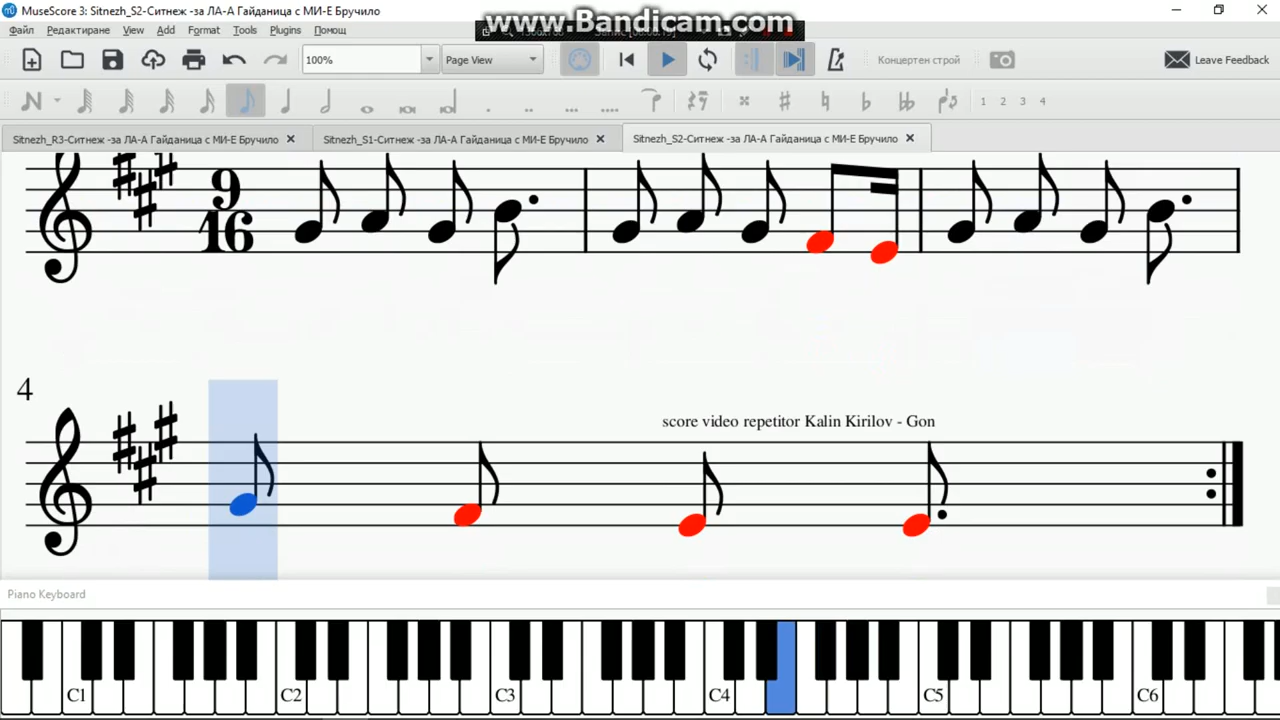 MuseScore 3: Sitnezh_S2-Ситнеж -за ЛА-А Гайданица с МИ-Е Бручило
www.Bandicam.com
Файл Редактиране View Add Format Tools Plugins Помощ
100% Page View Концертен строй Leave Feedback
1 2 3 4
Sitnezh_R3-Ситнеж -за ЛА-А Гайданица с МИ-Е Бручило Sitnezh_S1-Ситнеж -за ЛА-А Гайданица с МИ-Е Бручило Sitnezh_S2-Ситнеж -за ЛА-А Гайданица с МИ-Е Бручило
9
16
4
score video repetitor Kalin Kirilov - Gon
Piano Keyboard
C1 C2 C3 C4 C5 C6